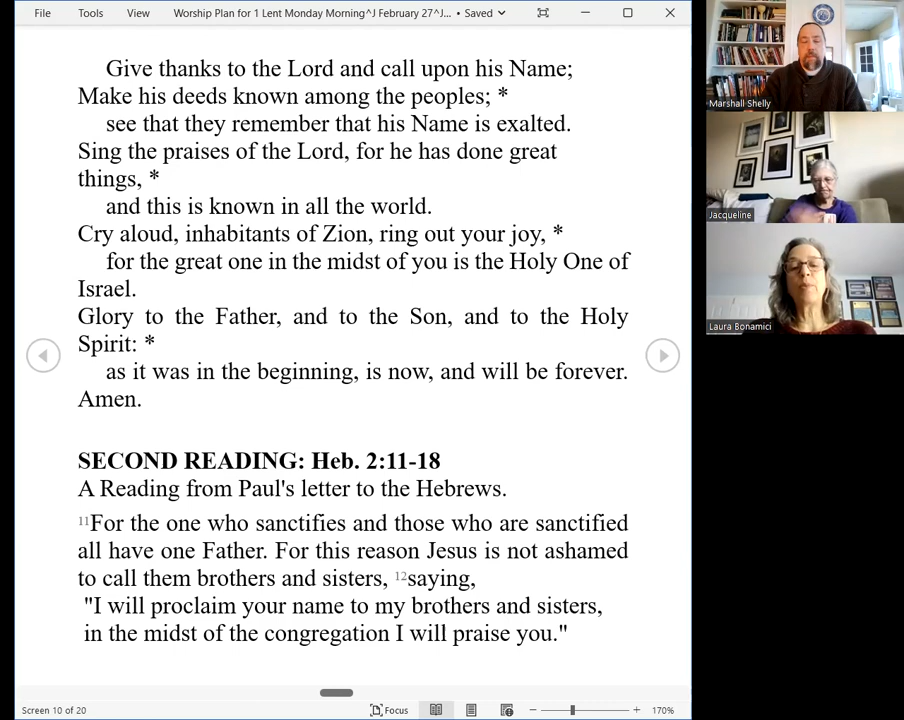 File Tools View Worship Plan for 1 Lent Monday Morning^J February 27^J... • Saved
Give thanks to the Lord and call upon his Name;
Make his deeds known among the peoples; *
see that they remember that his Name is exalted.
Sing the praises of the Lord, for he has done great
things, *
and this is known in all the world.
Cry aloud, inhabitants of Zion, ring out your joy, *
for the great one in the midst of you is the Holy One of
Israel.
Glory to the Father, and to the Son, and to the Holy
Spirit: *
as it was in the beginning, is now, and will be forever.
Amen.
SECOND READING: Heb. 2:11-18
A Reading from Paul's letter to the Hebrews.
11For the one who sanctifies and those who are sanctified
all have one Father. For this reason Jesus is not ashamed
to call them brothers and sisters, 12saying,
"I will proclaim your name to my brothers and sisters,
in the midst of the congregation I will praise you."
Screen 10 of 20 Focus 170%
Marshall Shelly
Jacqueline
Laura Bonamici